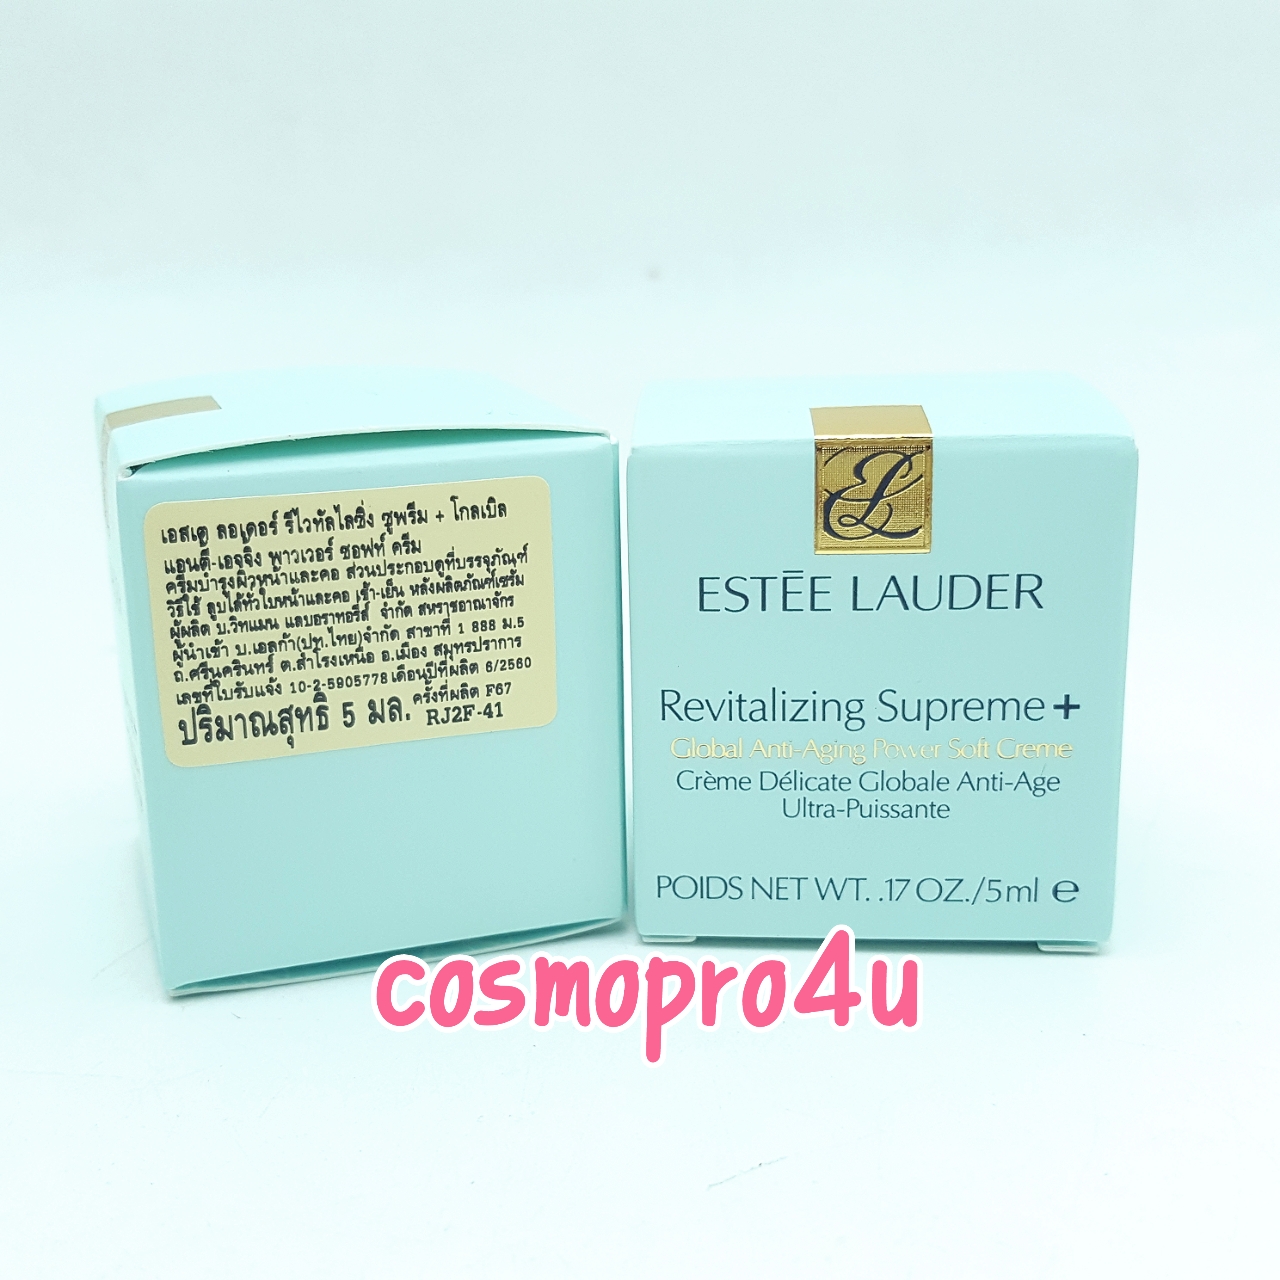 เอสเต ลอเดอร์ รีไวทัลไลซิ่ง ซูพรีม + โกลเบิล
แอนตี้-เอจจิ้ง พาวเวอร์ ซอฟท์ ครีม
ครีมบำรุงผิวหน้าและคอ ส่วนประกอบดูที่บรรจุภัณฑ์
วิธีใช้ ลูบไล้ทั่วใบหน้าและคอ เช้า-เย็น หลังผลิตภัณฑ์เซรั่ม
ผู้ผลิต บ.วิทแมน แลบอราทอรีส์ จำกัด สหราชอาณาจักร
ผู้นำเข้า บ.เอลก้า(ปท.ไทย)จำกัด สาขาที่ 1 888 ม.5
ถ.ศรีนครินทร์ ต.สำโรงเหนือ อ.เมือง สมุทรปราการ
เลขที่ใบรับแจ้ง 10-2-5905778 เดือนปีที่ผลิต 6/2560
ปริมาณสุทธิ 5 มล. ครั้งที่ผลิต F67
RJ2F-41
EL
ESTĒE LAUDER
Revitalizing Supreme+
Global Anti-Aging Power Soft Creme
Crème Délicate Globale Anti-Age
Ultra-Puissante
POIDS NET WT. .17 OZ./5ml e
cosmopro4u